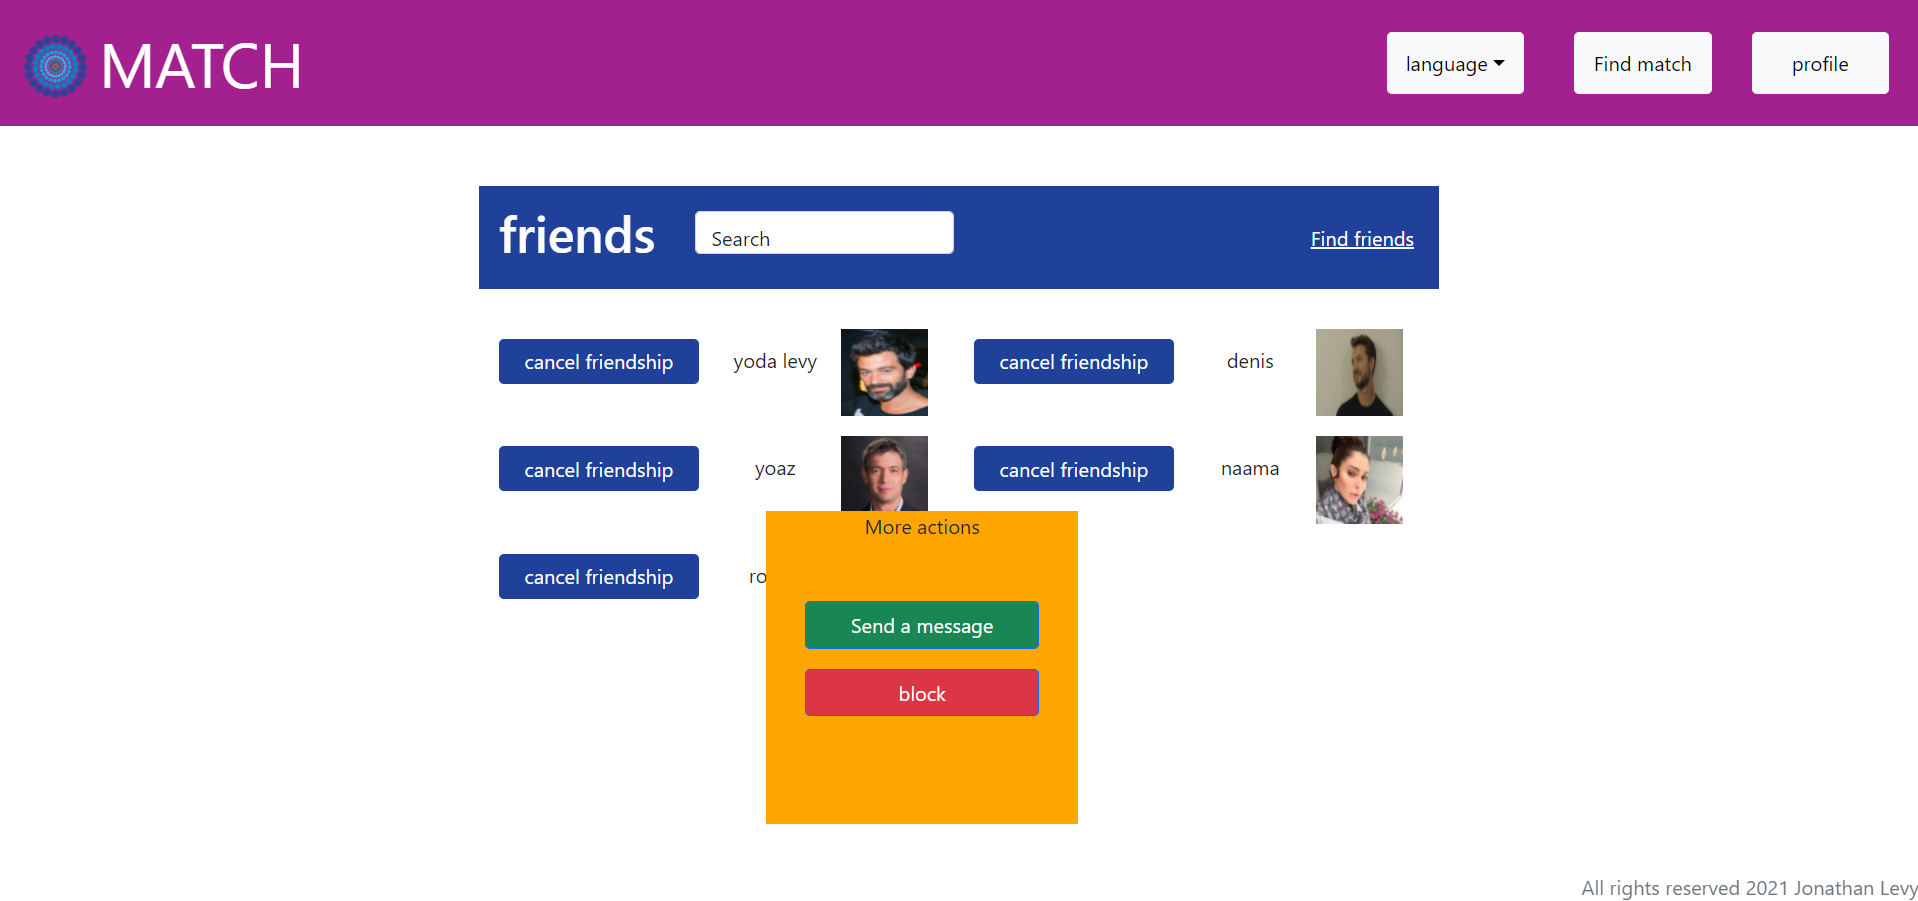 MATCH
language
Find match
profile
friends
Search
Find friends
cancel friendship
yoda levy
cancel friendship
denis
cancel friendship
yoaz
cancel friendship
naama
More actions
cancel friendship
ro
Send a message
block
All rights reserved 2021 Jonathan Levy